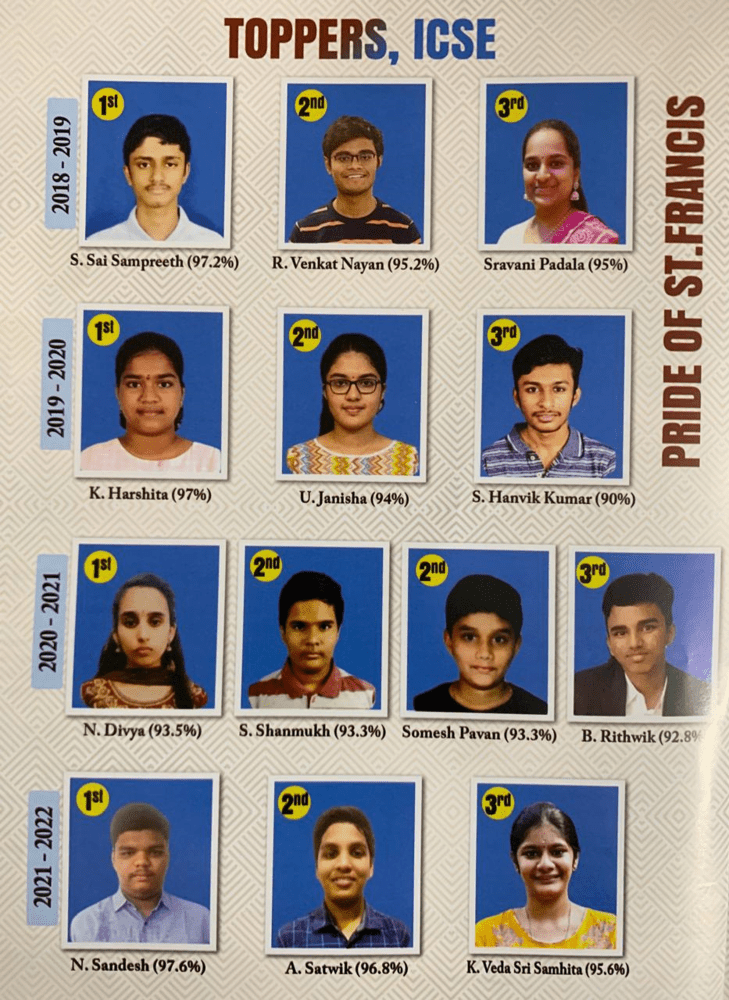 TOPPERS, ICSE
PRIDE OF ST.FRANCIS
2018 - 2019
1st
2nd
3rd
S. Sai Sampreeth (97.2%)
R. Venkat Nayan (95.2%)
Sravani Padala (95%)
2019 - 2020
1st
2nd
3rd
K. Harshita (97%)
U. Janisha (94%)
S. Hanvik Kumar (90%)
2020 - 2021
1st
2nd
2nd
3rd
N. Divya (93.5%)
S. Shanmukh (93.3%)
Somesh Pavan (93.3%)
B. Rithwik (92.8%
2021 - 2022
1st
2nd
3rd
N. Sandesh (97.6%)
A. Satwik (96.8%)
K. Veda Sri Samhita (95.6%)